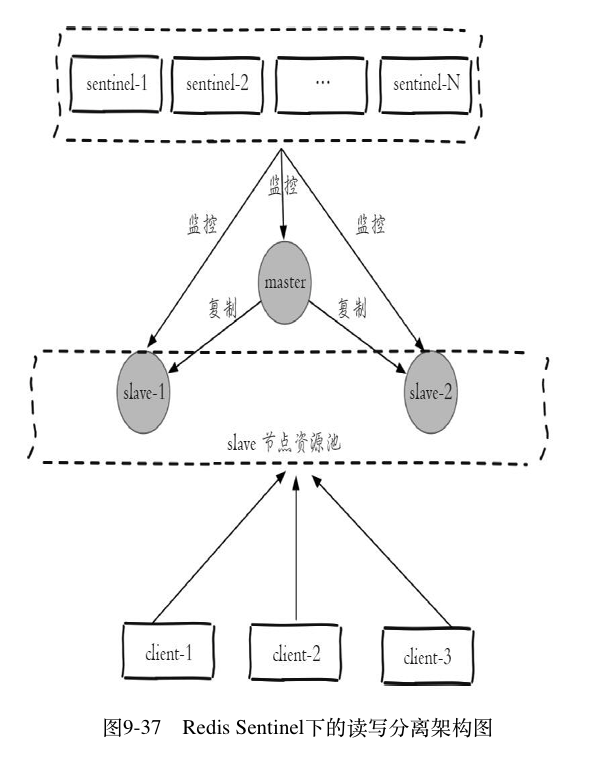 sentinel-1 sentinel-2 ... sentinel-N
监控
监控 监控
master
复制 复制
slave-1 slave-2
slave 节点资源池
client-1 client-2 client-3
图9-37 Redis Sentinel下的读写分离架构图